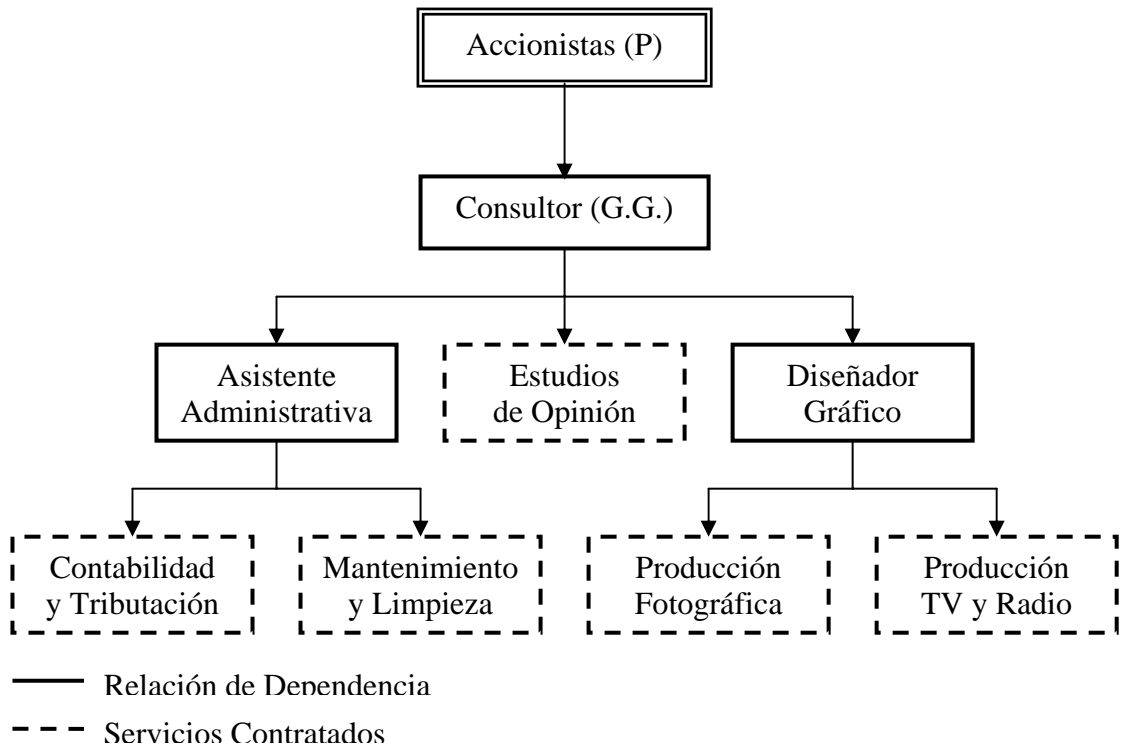 Accionistas (P)
Consultor (G.G.)
Asistente
Administrativa
Estudios
de Opinión
Diseñador
Gráfico
Contabilidad
y Tributación
Mantenimiento
y Limpieza
Producción
Fotográfica
Producción
TV y Radio
Relación de Dependencia
Servicios Contratados